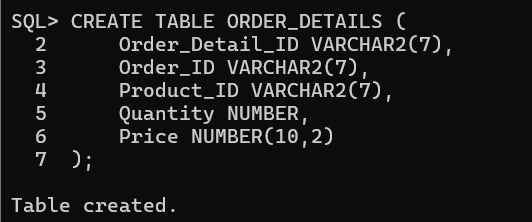 SQL> CREATE TABLE ORDER_DETAILS (
  2      Order_Detail_ID VARCHAR2(7),
  3      Order_ID VARCHAR2(7),
  4      Product_ID VARCHAR2(7),
  5      Quantity NUMBER,
  6      Price NUMBER(10,2)
  7  );
Table created.